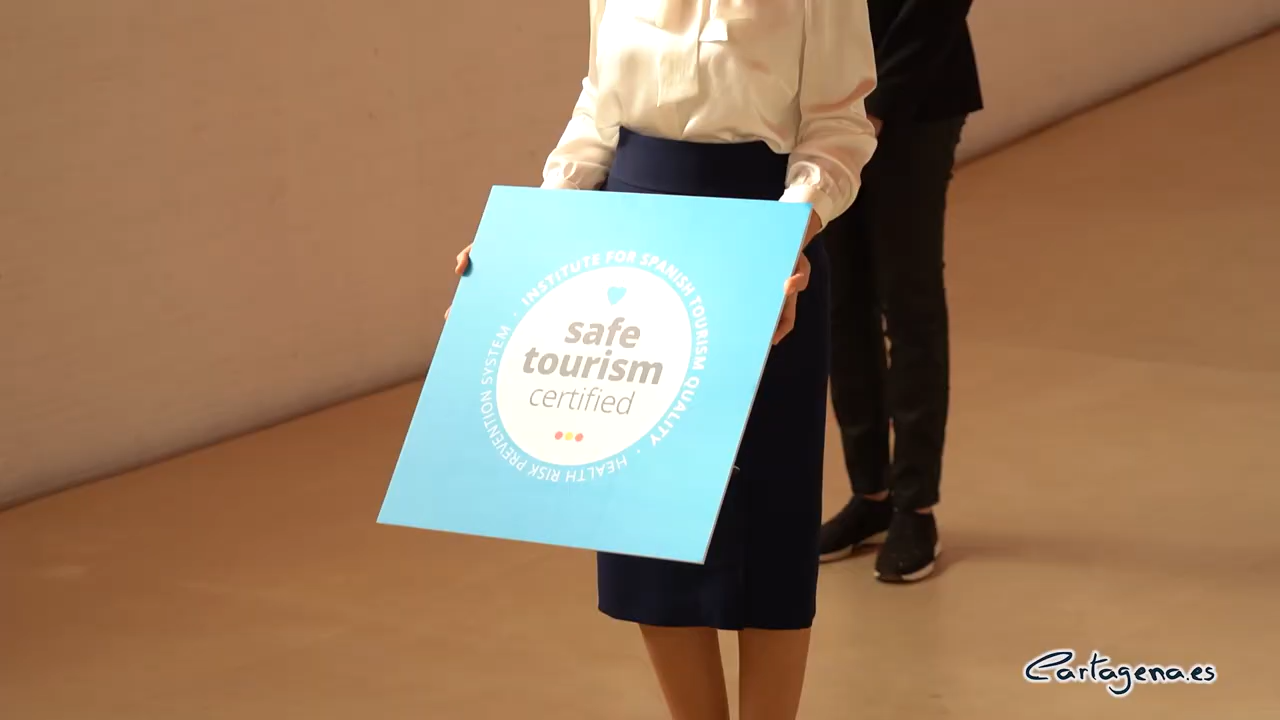 INSTITUTE FOR SPANISH TOURISM QUALITY · HEALTH RISK PREVENTION SYSTEM ·
safe
tourism
certified
Cartagena.es